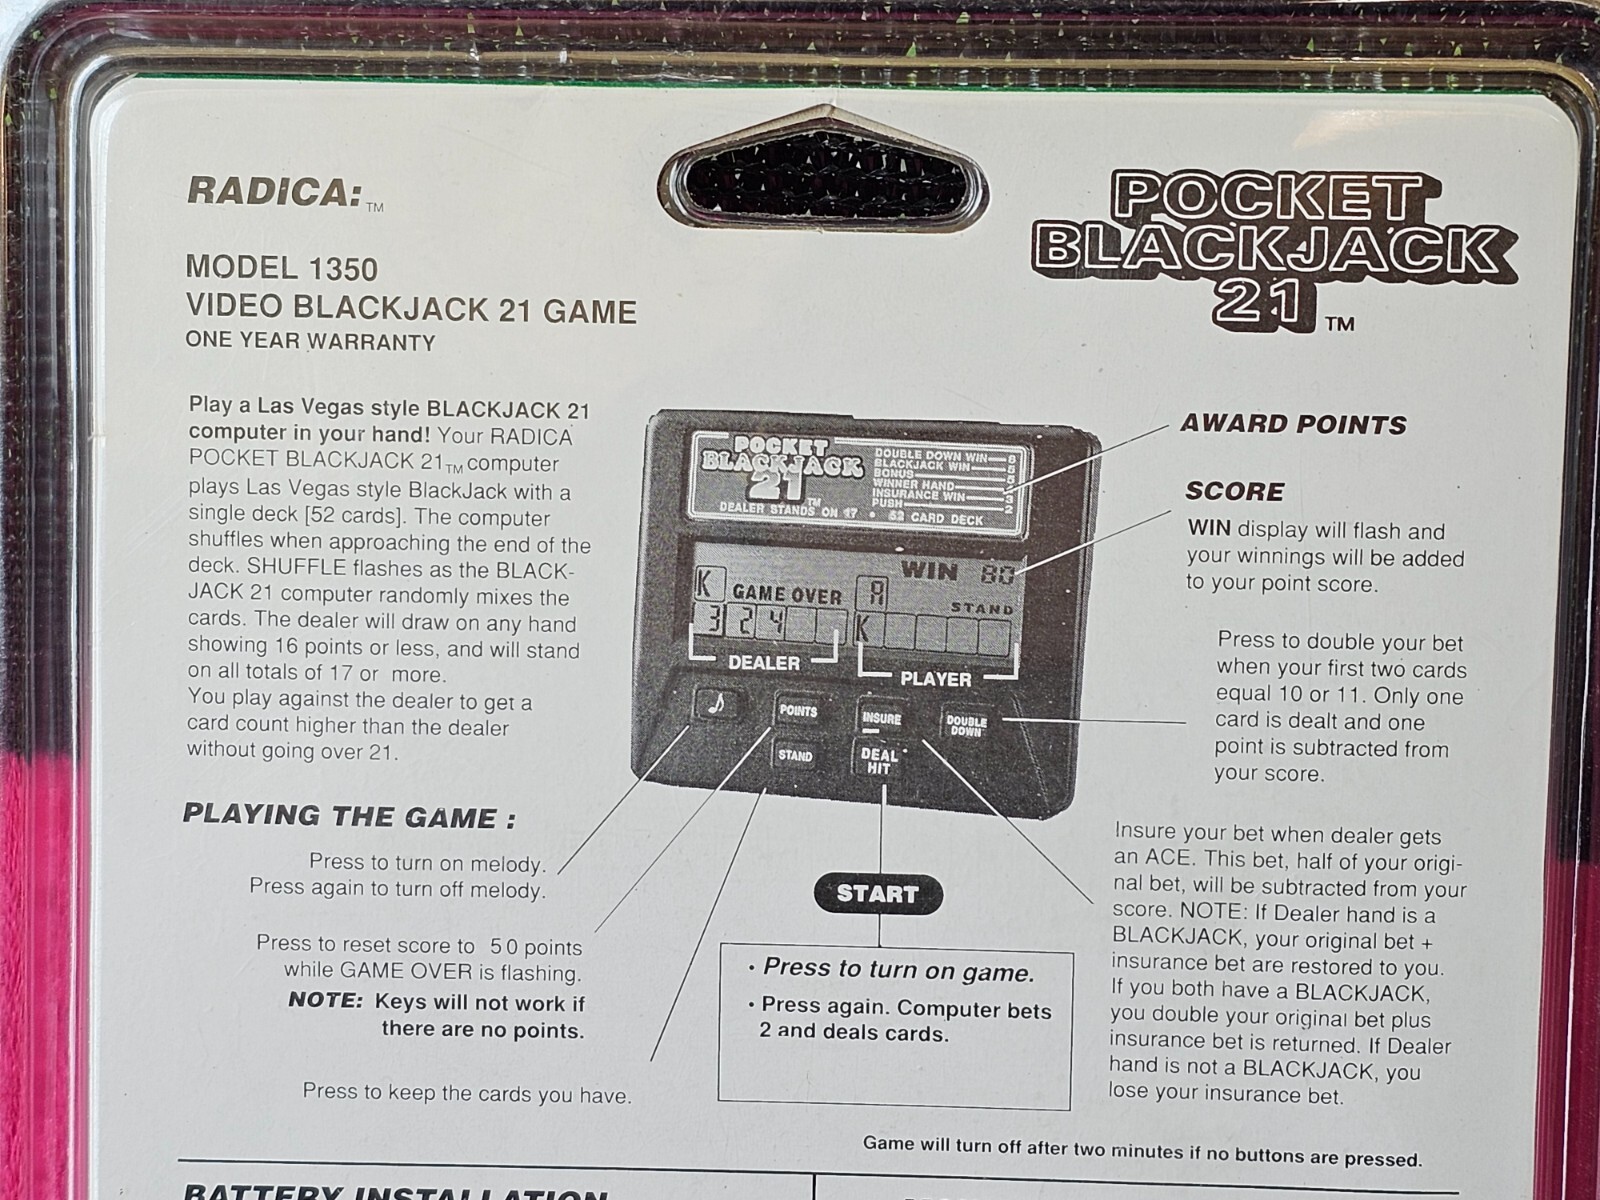 RADICA:™
MODEL 1350
VIDEO BLACKJACK 21 GAME
ONE YEAR WARRANTY
POCKET
BLACKJACK
21 ™
Play a Las Vegas style BLACKJACK 21
computer in your hand! Your RADICA
POCKET BLACKJACK 21™ computer
plays Las Vegas style BlackJack with a
single deck [52 cards]. The computer
shuffles when approaching the end of the
deck. SHUFFLE flashes as the BLACK-
JACK 21 computer randomly mixes the
cards. The dealer will draw on any hand
showing 16 points or less, and will stand
on all totals of 17 or more.
You play against the dealer to get a
card count higher than the dealer
without going over 21.
POCKET
BLACKJACK
21™
DEALER STANDS ON 17 • 52 CARD DECK
DOUBLE DOWN WIN 8
BLACKJACK WIN 5
BONUS 5
WINNER HAND
INSURANCE WIN 3
PUSH 2
WIN 80
K GAME OVER A STAND
3 2 4 K
DEALER
PLAYER
♪ POINTS INSURE DOUBLE DOWN
STAND DEAL HIT
AWARD POINTS
SCORE
WIN display will flash and
your winnings will be added
to your point score.
Press to double your bet
when your first two cards
equal 10 or 11. Only one
card is dealt and one
point is subtracted from
your score.
PLAYING THE GAME :
Press to turn on melody.
Press again to turn off melody.
Press to reset score to 50 points
while GAME OVER is flashing.
NOTE: Keys will not work if
there are no points.
Press to keep the cards you have.
START
• Press to turn on game.
• Press again. Computer bets
2 and deals cards.
Insure your bet when dealer gets
an ACE. This bet, half of your origi-
nal bet, will be subtracted from your
score. NOTE: If Dealer hand is a
BLACKJACK, your original bet +
insurance bet are restored to you.
If you both have a BLACKJACK,
you double your original bet plus
insurance bet is returned. If Dealer
hand is not a BLACKJACK, you
lose your insurance bet.
Game will turn off after two minutes if no buttons are pressed.
BATTERY INSTALLATION